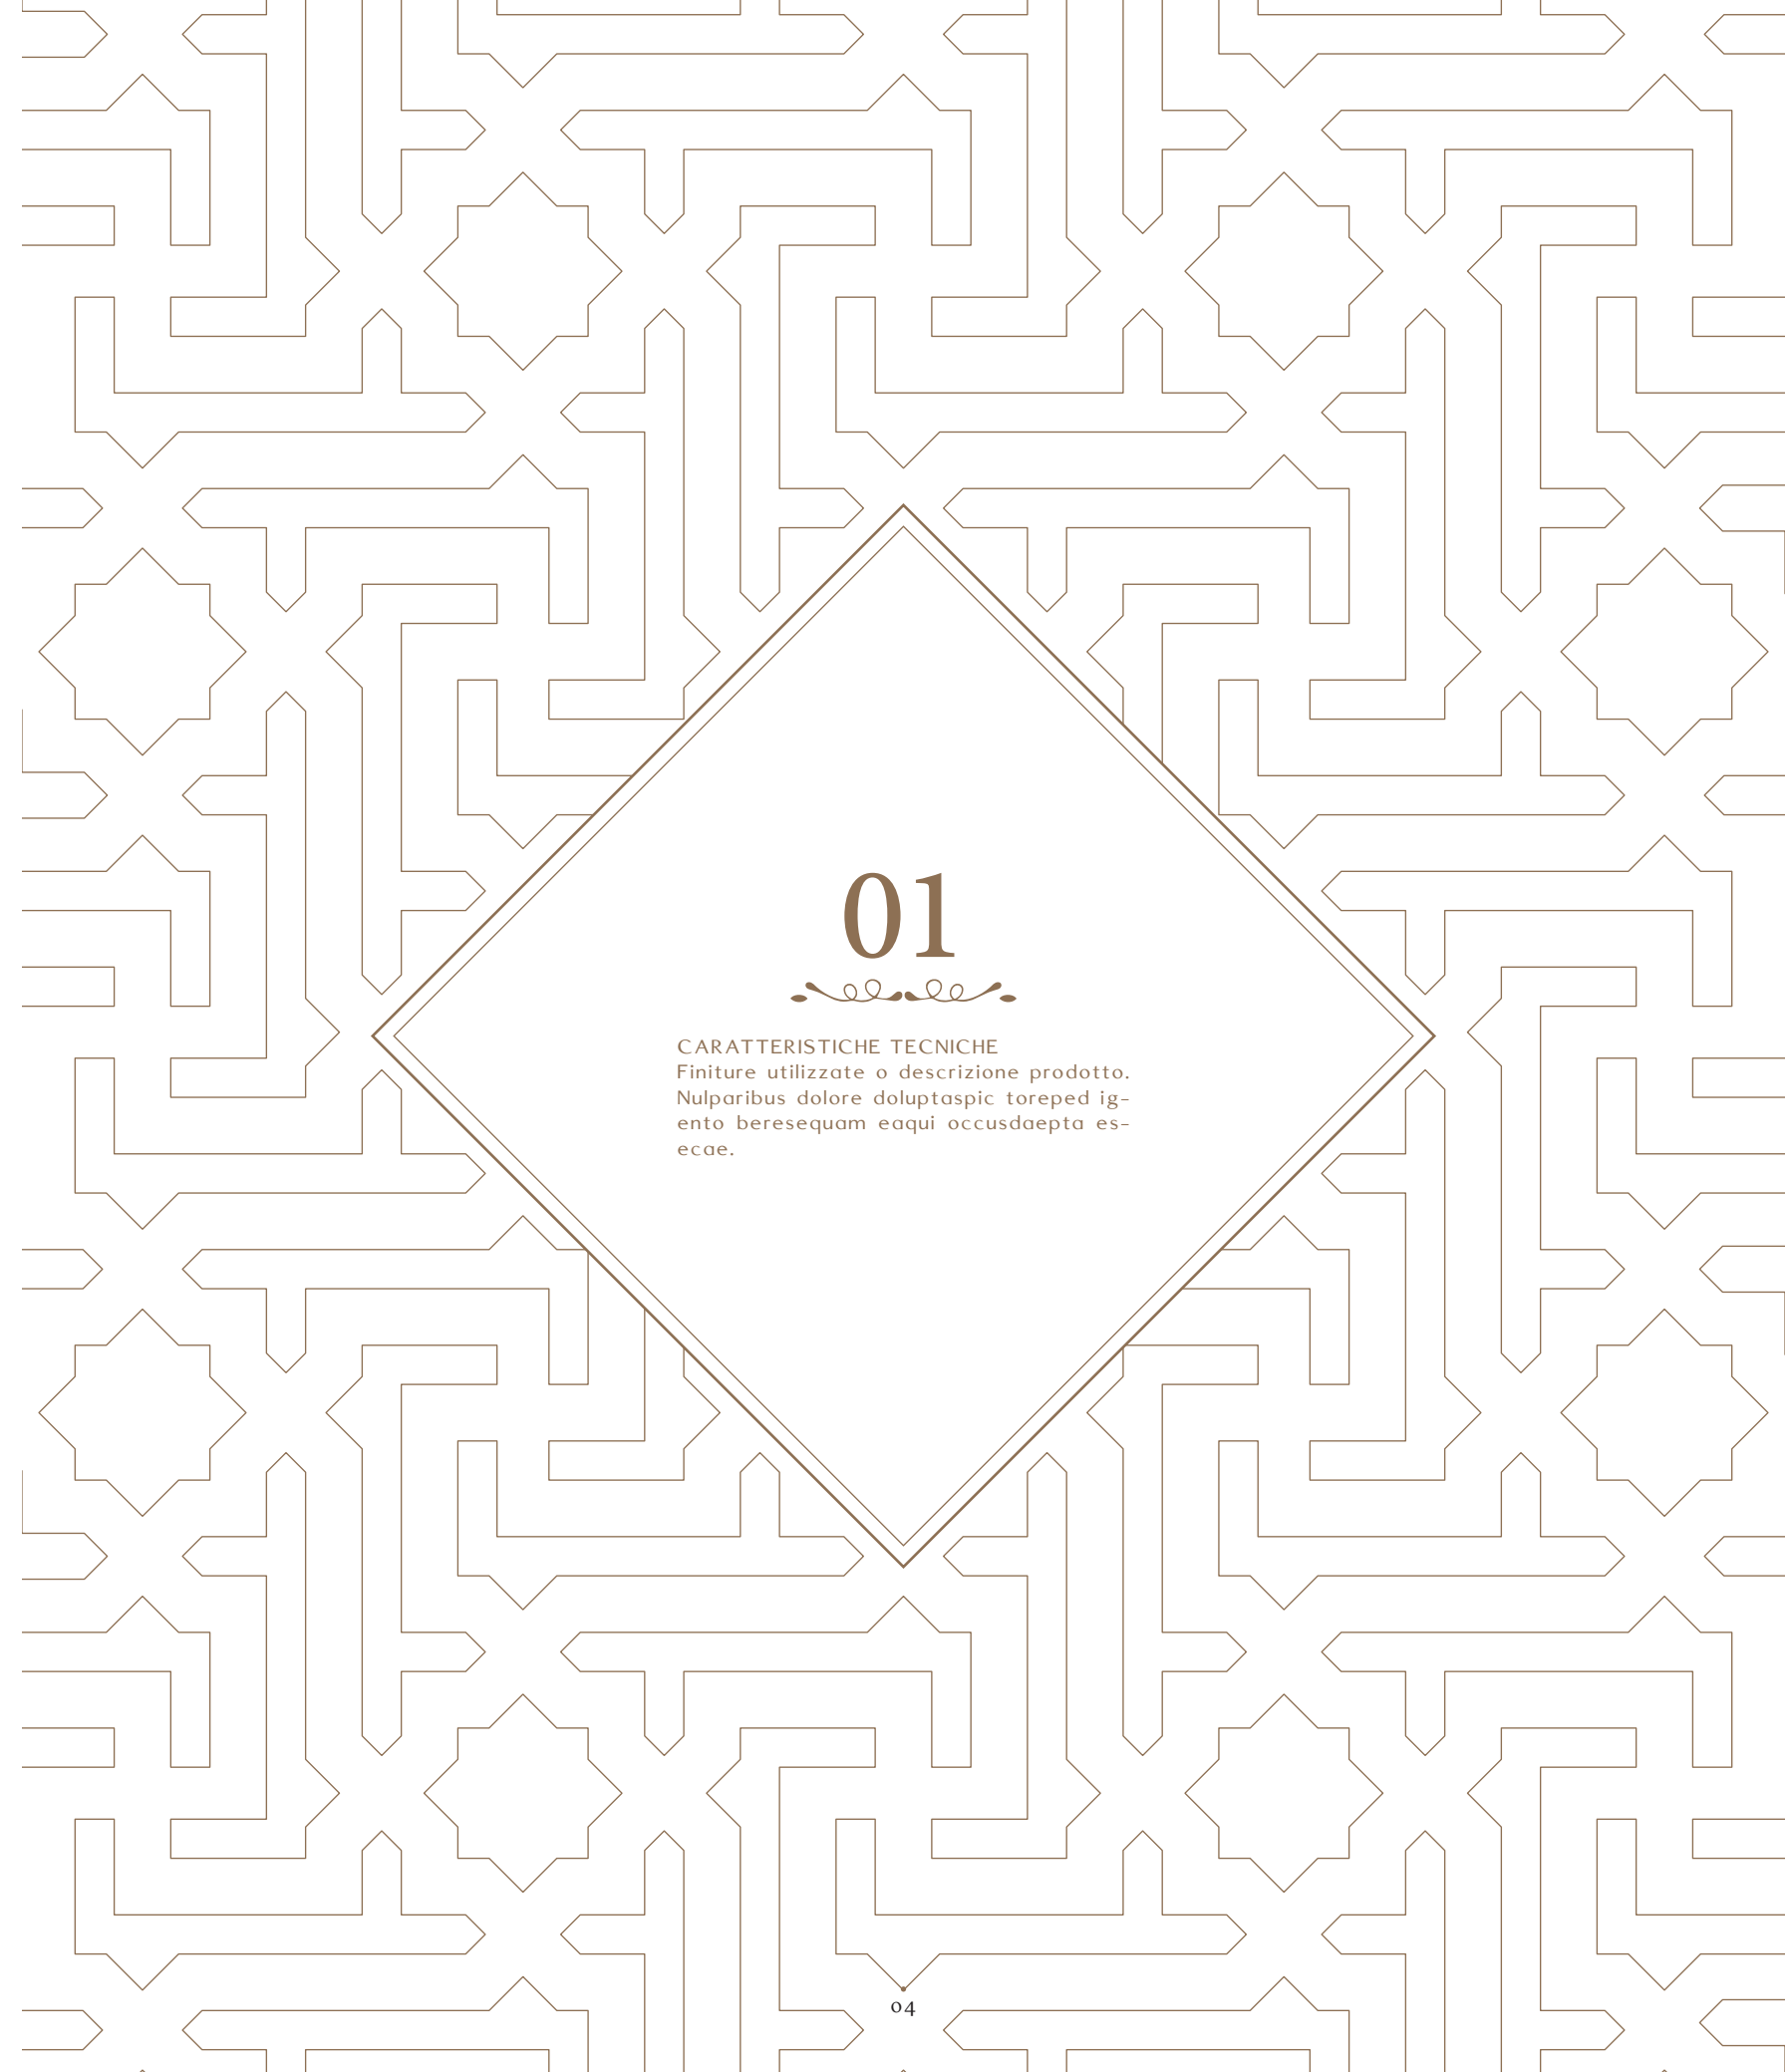 01
CARATTERISTICHE TECNICHE
Finiture utilizzate o descrizione prodotto.
Nulparibus dolore doluptaspic toreped ig-
ento beresequam eaqui occusdaepta es-
ecae.
04